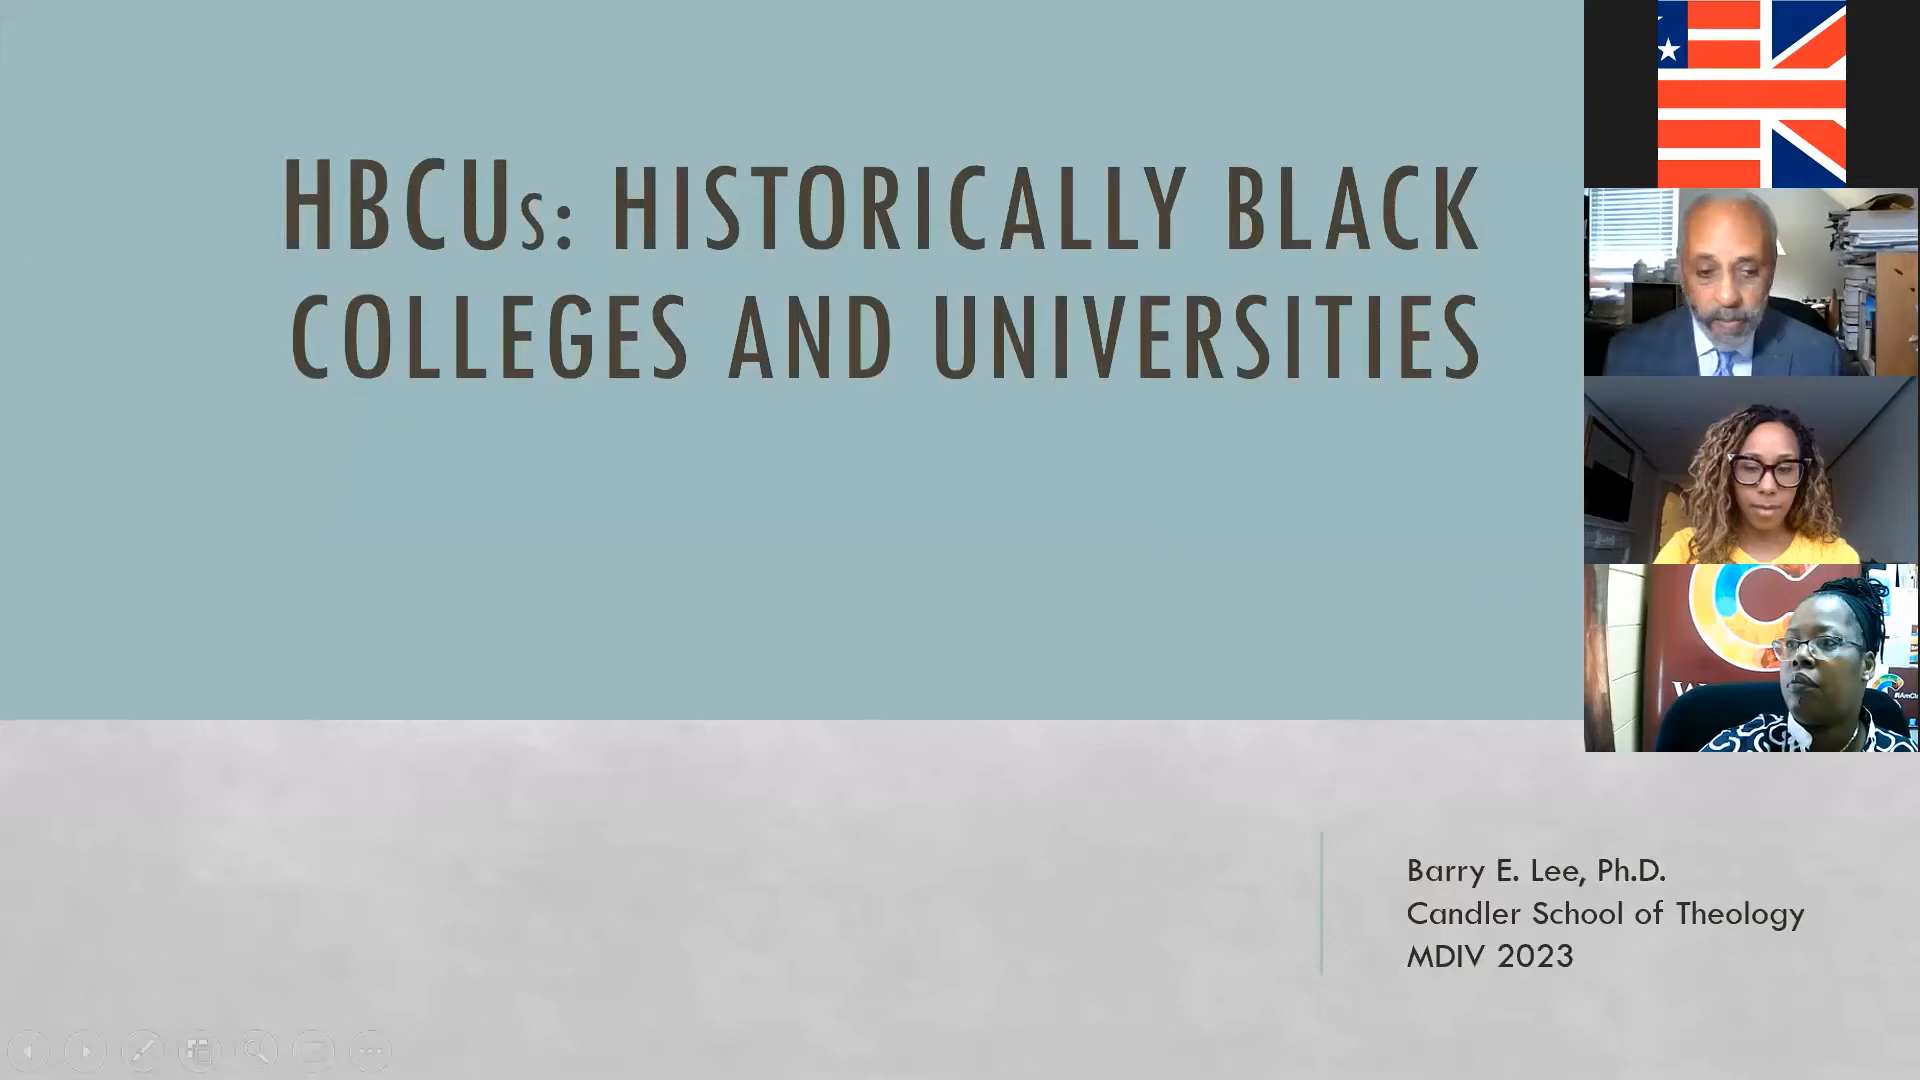 HBCUs: HISTORICALLY BLACK
COLLEGES AND UNIVERSITIES
Barry E. Lee, Ph.D.
Candler School of Theology
MDIV 2023